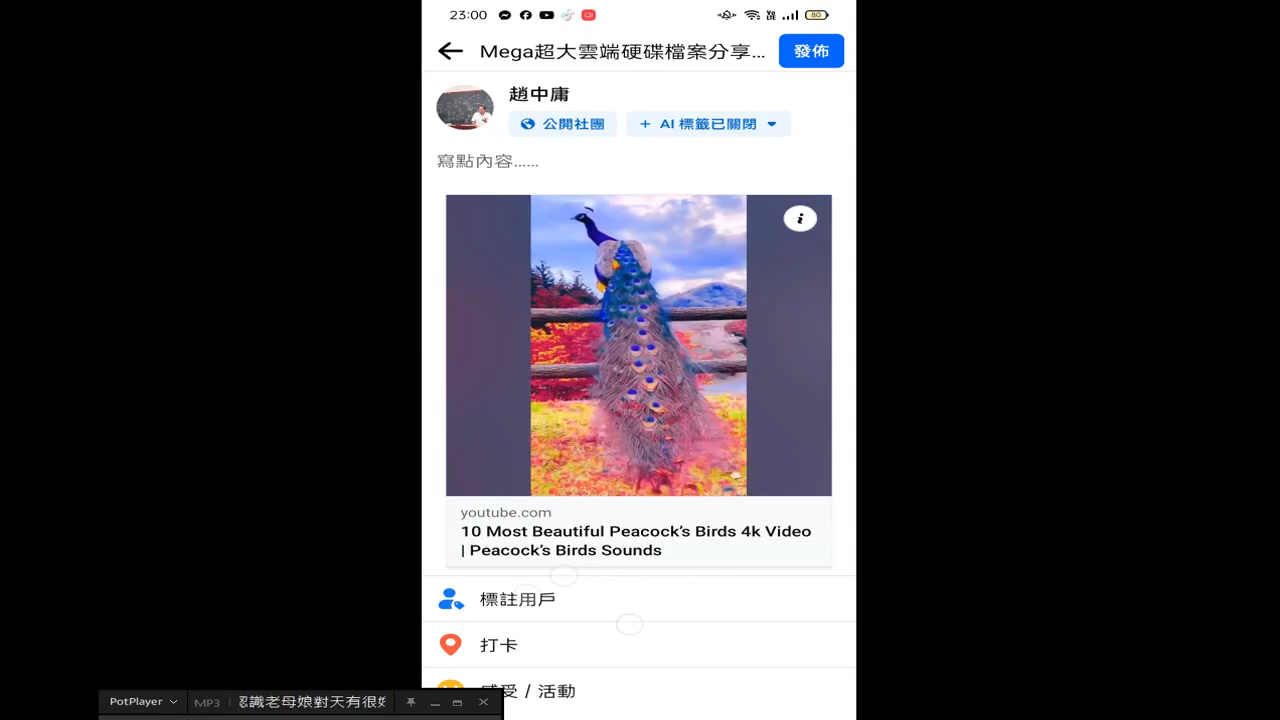 23:00
80
Mega超大雲端硬碟檔案分享...
發佈
趙中庸
公開社團
+ AI 標籤已關閉
寫點內容......
youtube.com
10 Most Beautiful Peacock's Birds 4k Video
| Peacock's Birds Sounds
標註用戶
打卡
感受 / 活動
PotPlayer
MP3
認識老母娘對天有很